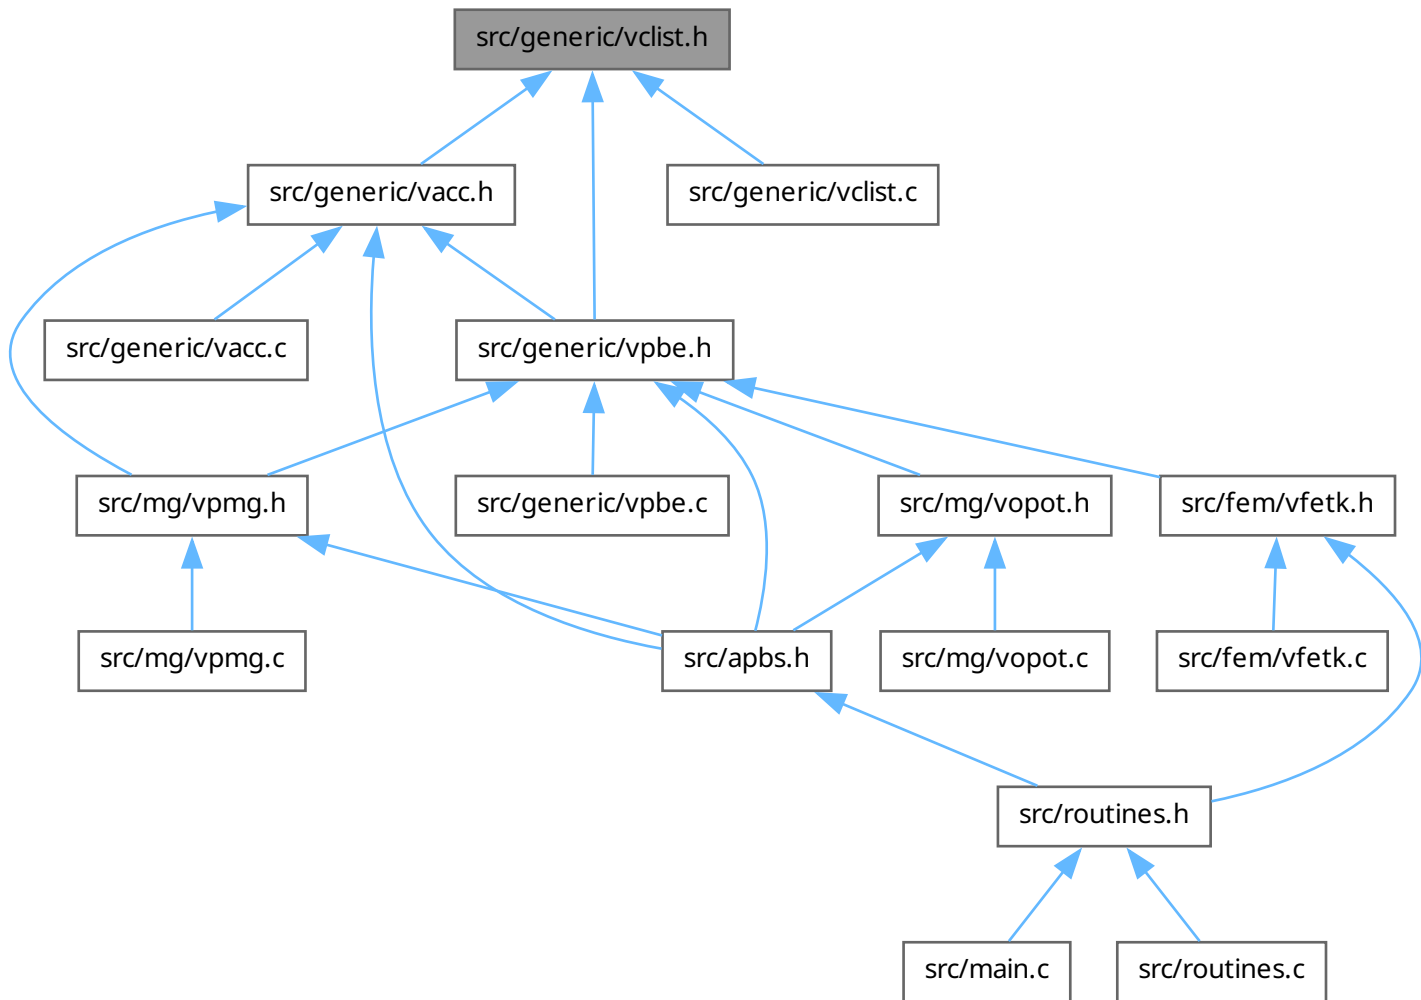 src/generic/vclist.h
src/generic/vacc.h
src/generic/vclist.c
src/generic/vacc.c
src/generic/vpbe.h
src/mg/vpmg.h
src/generic/vpbe.c
src/mg/vopot.h
src/fem/vfetk.h
src/mg/vpmg.c
src/apbs.h
src/mg/vopot.c
src/fem/vfetk.c
src/routines.h
src/main.c
src/routines.c